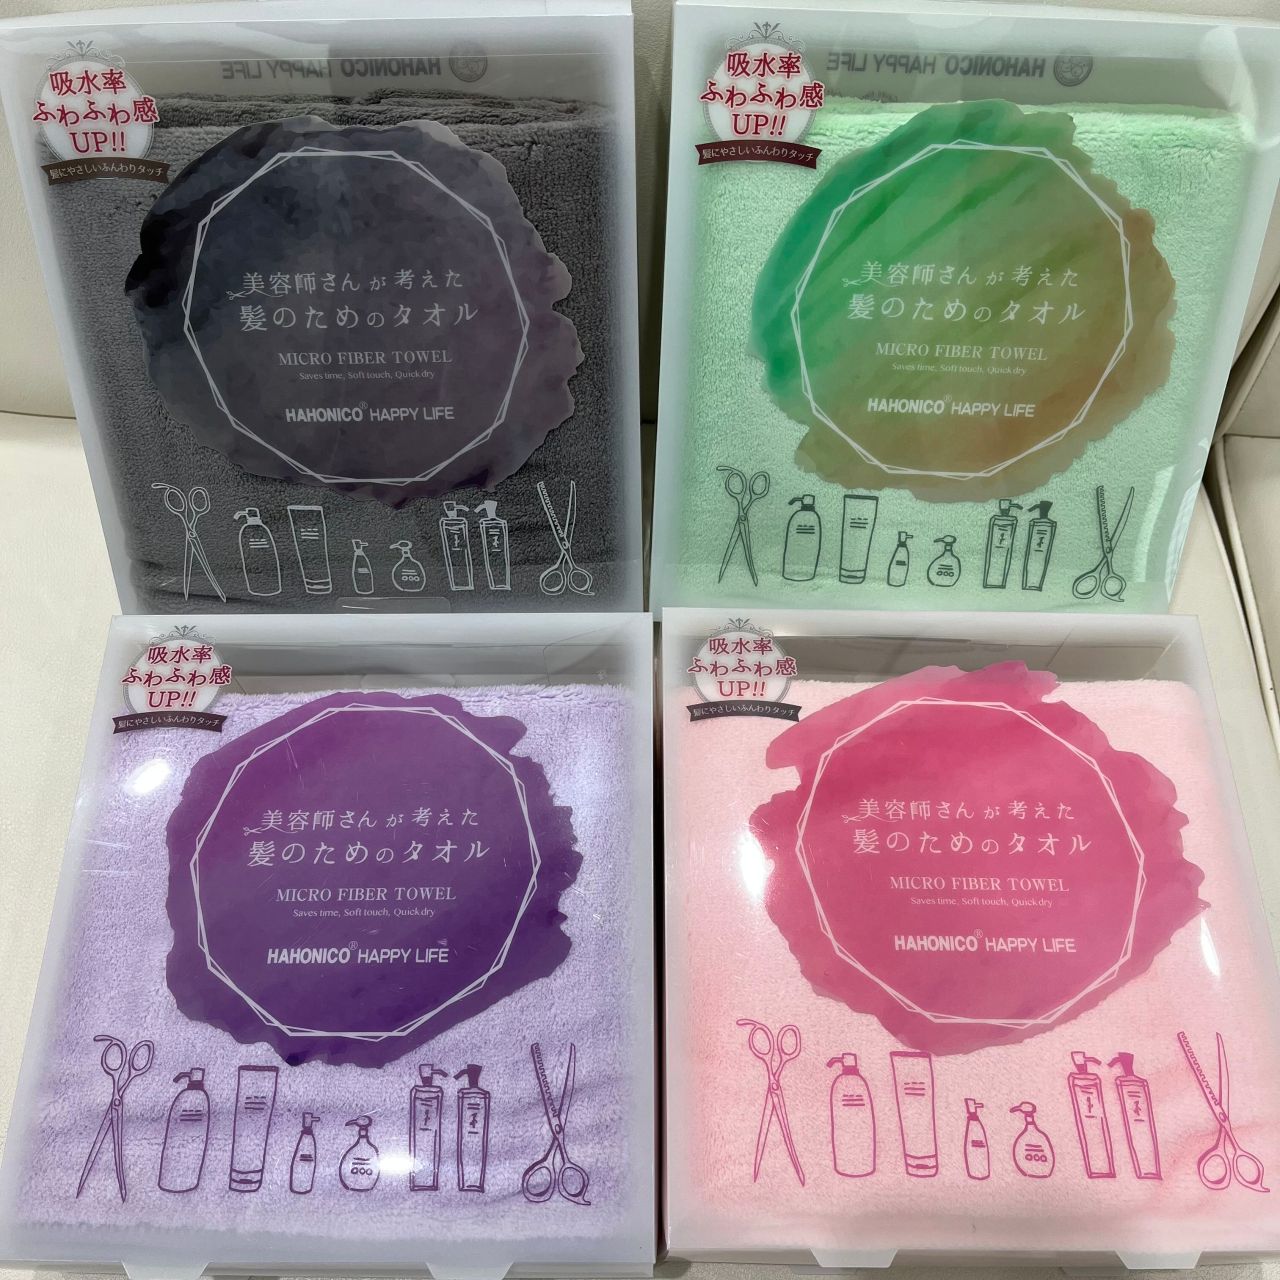 吸水率
ふわふわ感
UP!!
髪にやさしいふんわりタッチ
HAHONICO HAPPY LIFE
美容師さんが考えた
髪のためのタオル
MICRO FIBER TOWEL
Saves time, Soft touch, Quick dry
HAHONICO® HAPPY LIFE
吸水率
ふわふわ感
UP!!
髪にやさしいふんわりタッチ
HAHONICO HAPPY LIFE
美容師さんが考えた
髪のためのタオル
MICRO FIBER TOWEL
Saves time, Soft touch, Quick dry
HAHONICO® HAPPY LIFE
吸水率
ふわふわ感
UP!!
髪にやさしいふんわりタッチ
美容師さんが考えた
髪のためのタオル
MICRO FIBER TOWEL
Saves time, Soft touch, Quick dry
HAHONICO® HAPPY LIFE
吸水率
ふわふわ感
UP!!
髪にやさしいふんわりタッチ
美容師さんが考えた
髪のためのタオル
MICRO FIBER TOWEL
Saves time, Soft touch, Quick dry
HAHONICO® HAPPY LIFE